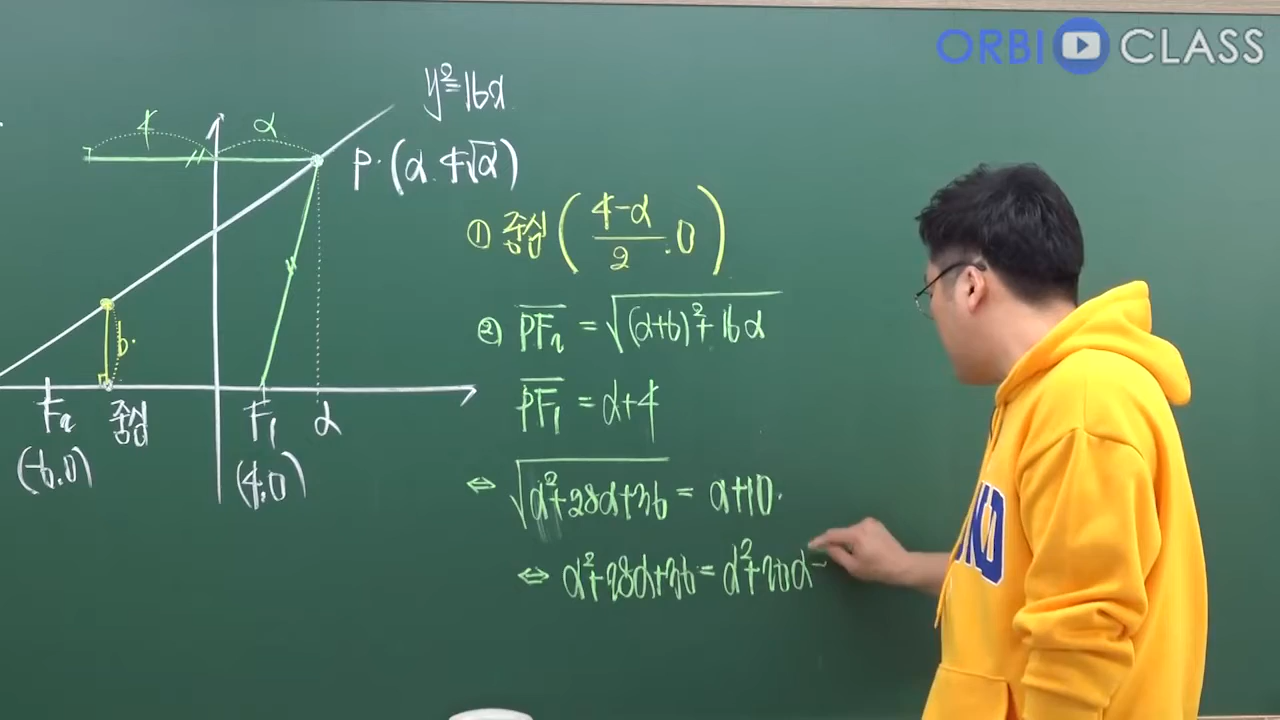 ORBI CLASS
y²=16x
4 α
P·(α, 4√α)
① 중심 ( (4-α)/2, 0 )
② PF₂ = √((α+6)²+16α)
b
PF₁ = α+4
F₂ 중심 F₁ α
(-6,0) (4,0)
⇔ √(α²+28α+36) = α+10
⇔ α²+28α+36 = α²+20α
ND